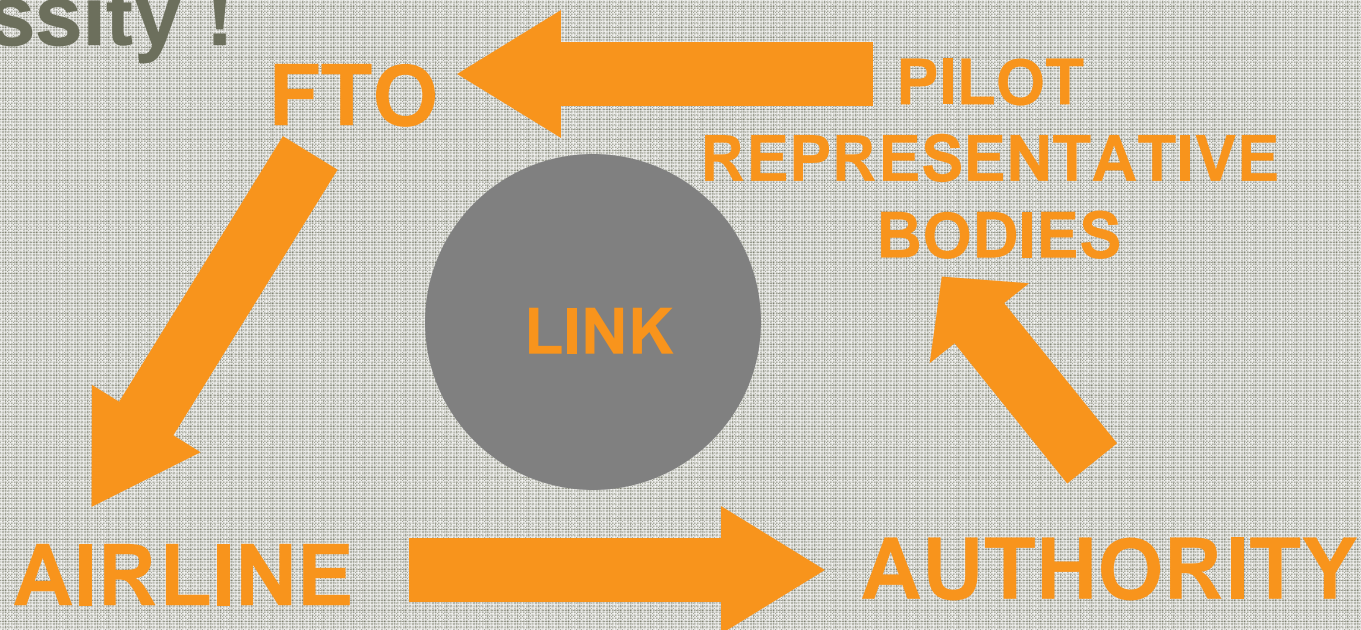 ssity !
FTO
PILOT
REPRESENTATIVE
BODIES
LINK
AIRLINE
AUTHORITY